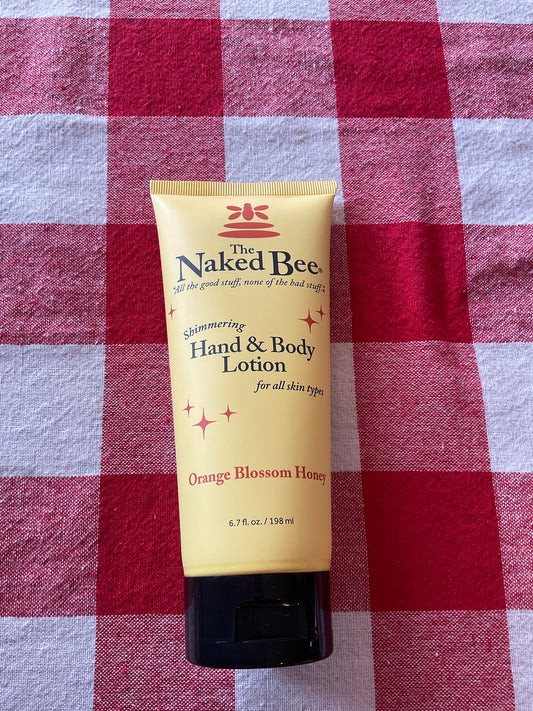 The
Naked Bee®
"All the good stuff, none of the bad stuff."
Shimmering
Hand & Body
Lotion
for all skin types
Orange Blossom Honey
6.7 fl. oz. / 198 ml